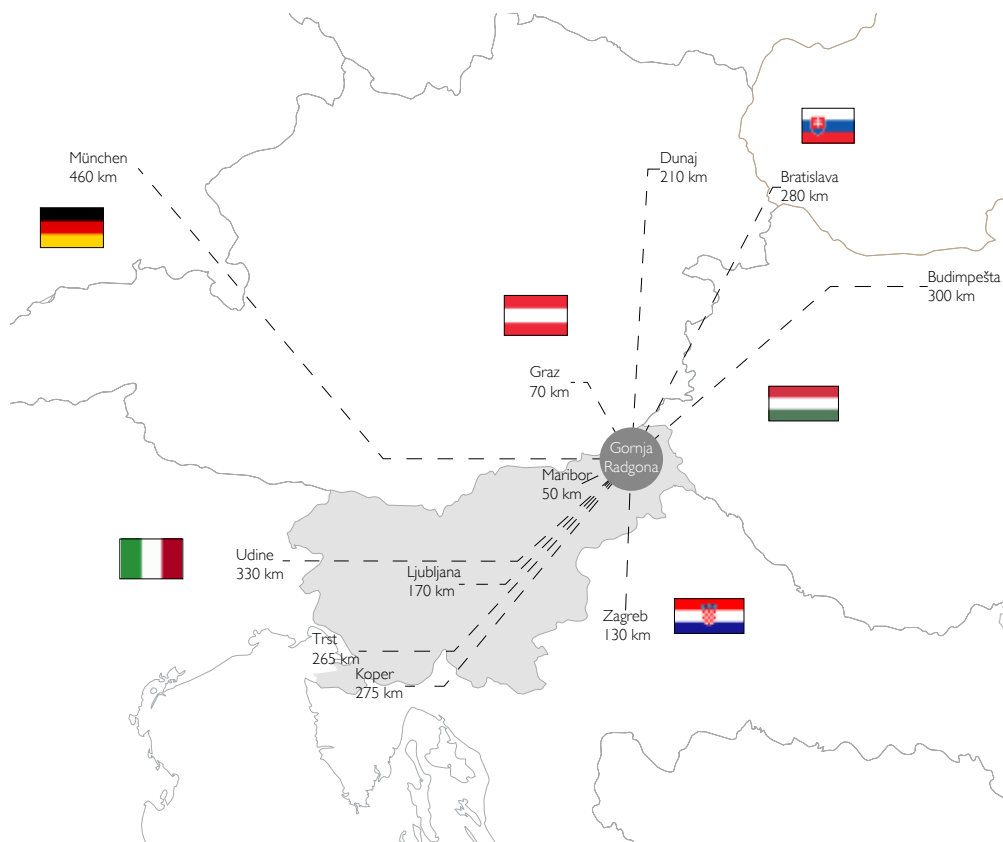 München
460 km
Dunaj
210 km
Bratislava
280 km
Budimpešta
300 km
Graz
70 km
Gornja
Radgona
Maribor
50 km
Udine
330 km
Ljubljana
170 km
Zagreb
130 km
Trst
265 km
Koper
275 km